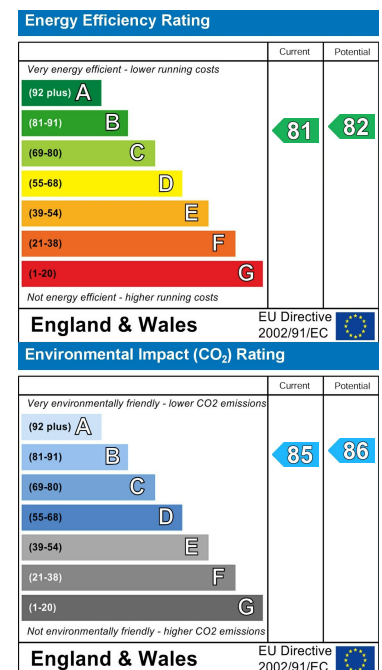 Energy Efficiency Rating
Current Potential
Very energy efficient - lower running costs
(92 plus) A
(81-91) B
(69-80) C
(55-68) D
(39-54) E
(21-38) F
(1-20) G
81 82
Not energy efficient - higher running costs
England & Wales
EU Directive
2002/91/EC
Environmental Impact (CO₂) Rating
Current Potential
Very environmentally friendly - lower CO2 emissions
(92 plus) A
(81-91) B
(69-80) C
(55-68) D
(39-54) E
(21-38) F
(1-20) G
85 86
Not environmentally friendly - higher CO2 emissions
England & Wales
EU Directive
2002/91/EC